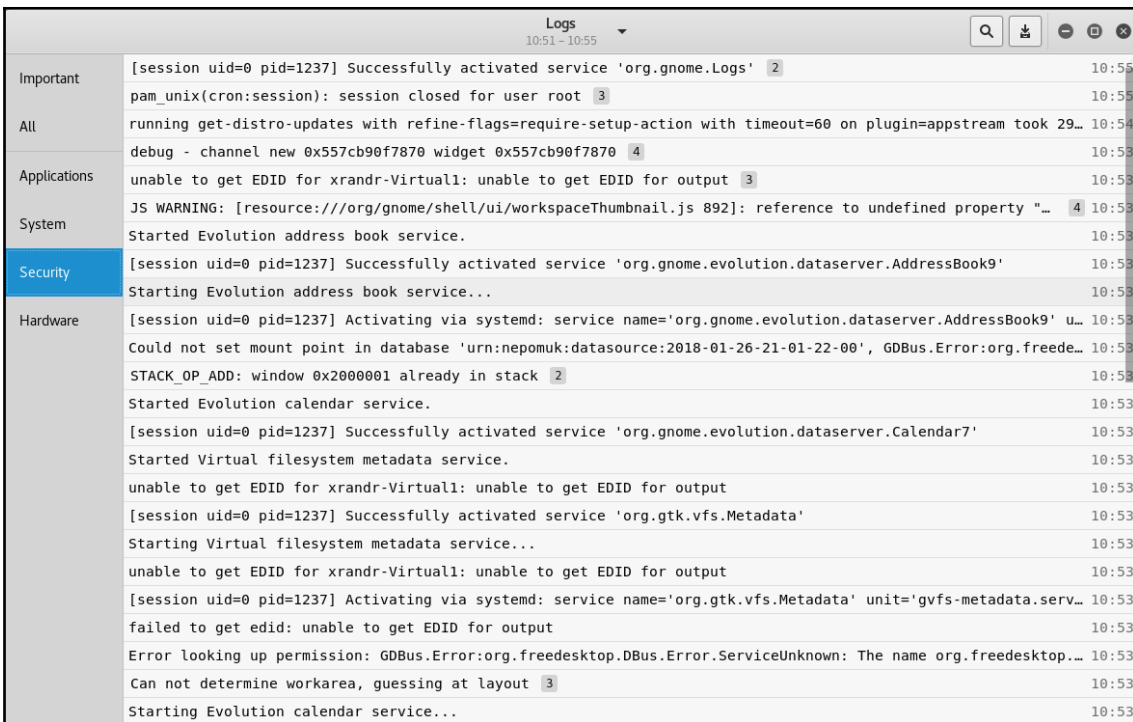 Logs
10:51 – 10:55
Important
All
Applications
System
Security
Hardware
[session uid=0 pid=1237] Successfully activated service 'org.gnome.Logs' 2 10:55
pam_unix(cron:session): session closed for user root 3 10:55
running get-distro-updates with refine-flags=require-setup-action with timeout=60 on plugin=appstream took 29… 10:54
debug - channel new 0x557cb90f7870 widget 0x557cb90f7870 4 10:53
unable to get EDID for xrandr-Virtual1: unable to get EDID for output 3 10:53
JS WARNING: [resource:///org/gnome/shell/ui/workspaceThumbnail.js 892]: reference to undefined property "… 4 10:53
Started Evolution address book service. 10:53
[session uid=0 pid=1237] Successfully activated service 'org.gnome.evolution.dataserver.AddressBook9' 10:53
Starting Evolution address book service... 10:53
[session uid=0 pid=1237] Activating via systemd: service name='org.gnome.evolution.dataserver.AddressBook9' u… 10:53
Could not set mount point in database 'urn:nepomuk:datasource:2018-01-26-21-01-22-00', GDBus.Error:org.freede… 10:53
STACK_OP_ADD: window 0x2000001 already in stack 2 10:53
Started Evolution calendar service. 10:53
[session uid=0 pid=1237] Successfully activated service 'org.gnome.evolution.dataserver.Calendar7' 10:53
Started Virtual filesystem metadata service. 10:53
unable to get EDID for xrandr-Virtual1: unable to get EDID for output 10:53
[session uid=0 pid=1237] Successfully activated service 'org.gtk.vfs.Metadata' 10:53
Starting Virtual filesystem metadata service... 10:53
unable to get EDID for xrandr-Virtual1: unable to get EDID for output 10:53
[session uid=0 pid=1237] Activating via systemd: service name='org.gtk.vfs.Metadata' unit='gvfs-metadata.serv… 10:53
failed to get edid: unable to get EDID for output 10:53
Error looking up permission: GDBus.Error:org.freedesktop.DBus.Error.ServiceUnknown: The name org.freedesktop.… 10:53
Can not determine workarea, guessing at layout 3 10:53
Starting Evolution calendar service... 10:53